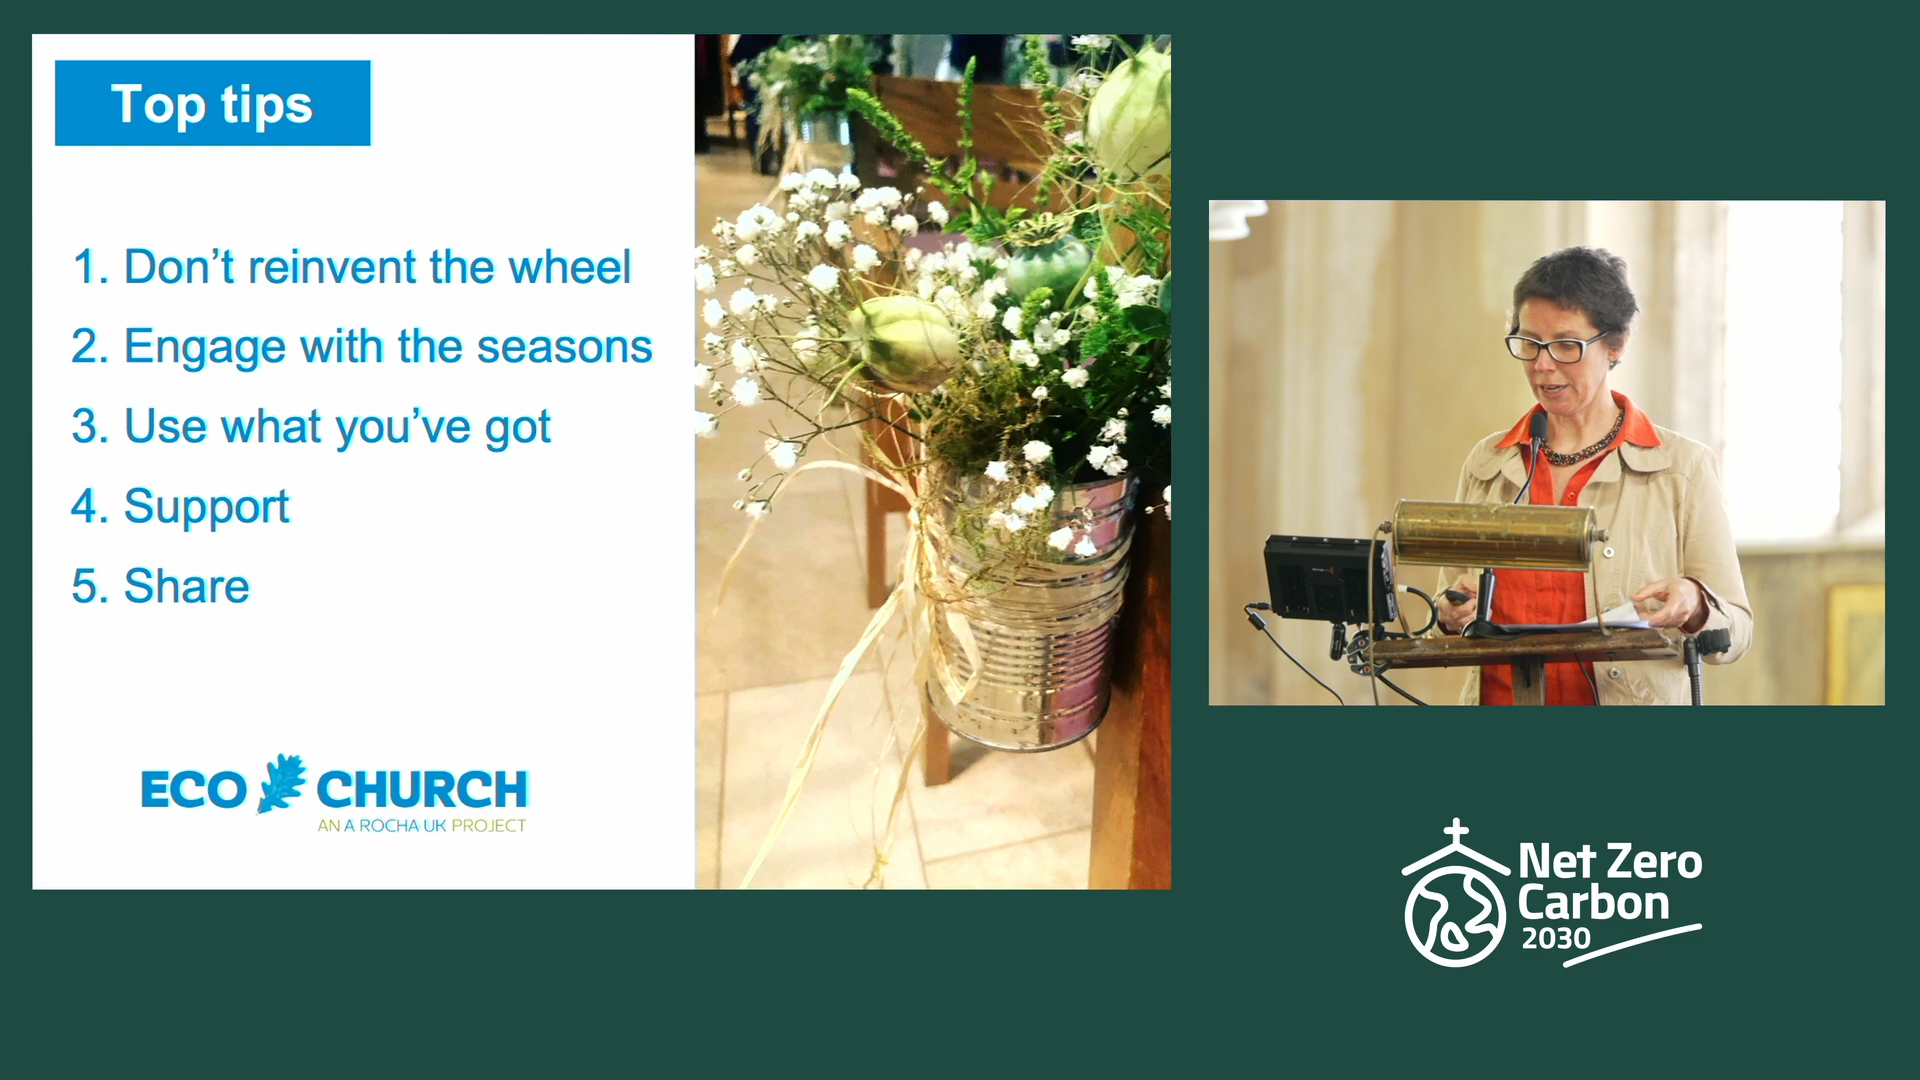 Top tips
1. Don't reinvent the wheel
2. Engage with the seasons
3. Use what you've got
4. Support
5. Share
ECO CHURCH
AN A ROCHA UK PROJECT
Net Zero
Carbon
2030